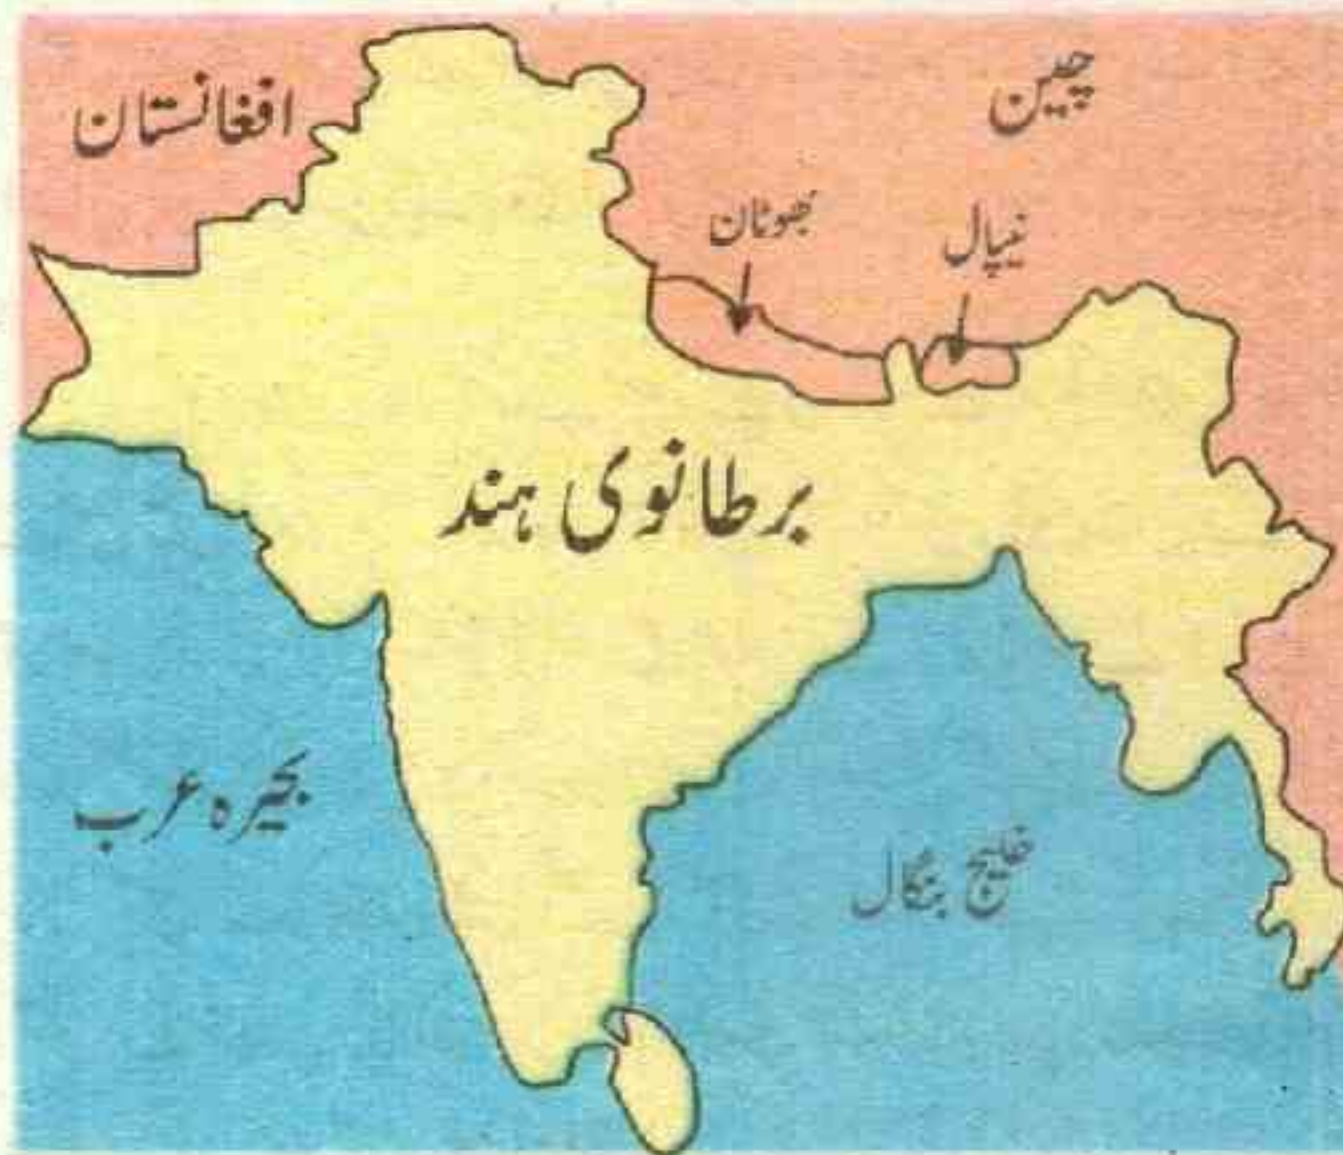 چین
افغانستان
نیپال
بھوٹان
برطانوی ہند
بحیرہ عرب
خلیج بنگال